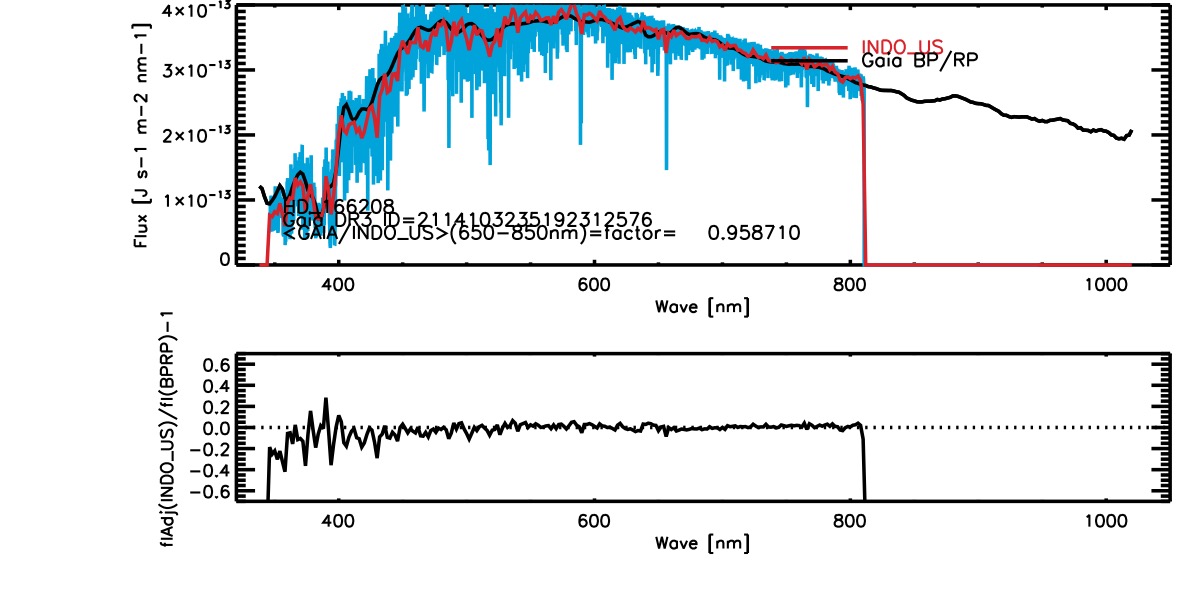 4×10−13
3×10−13
2×10−13
1×10−13
0
Flux [J s−1 m−2 nm−1]
INDO_US
Gaia BP/RP
HD_166208
Gaia DR3 ID=2114103235192312576
<GAIA/INDO_US>(650−850nm)=factor= 0.958710
400 600 800 1000
Wave [nm]
flAdj(INDO_US)/fl(BPRP)−1
0.6
0.4
0.2
0.0
−0.2
−0.4
−0.6
400 600 800 1000
Wave [nm]